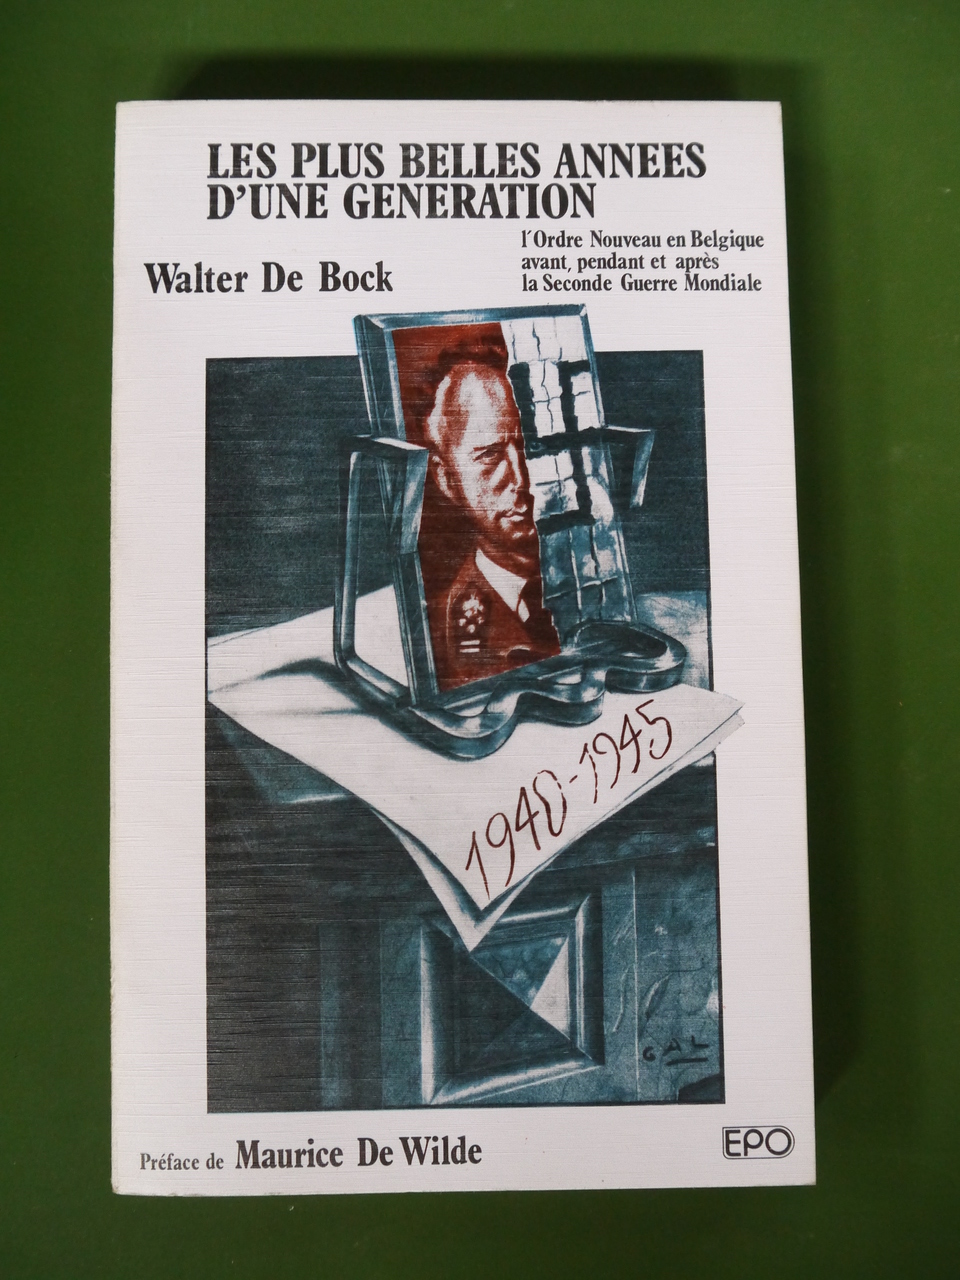 LES PLUS BELLES ANNEES
D'UNE GENERATION
l'Ordre Nouveau en Belgique
avant, pendant et après
la Seconde Guerre Mondiale
Walter De Bock
1940-1945
GAL
Préface de Maurice De Wilde
EPO